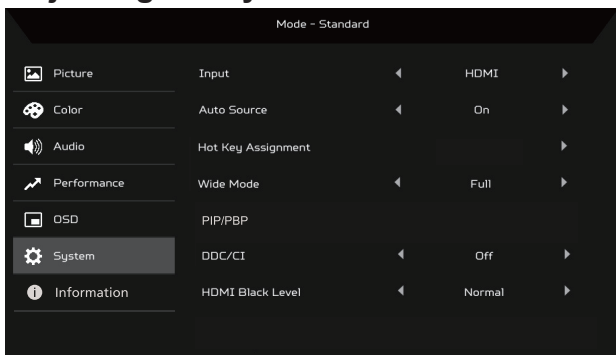 Mode - Standard
Picture
Input HDMI
Color
Auto Source On
Audio
Hot Key Assignment
Performance
Wide Mode Full
OSD
PIP/PBP
System
DDC/CI Off
Information
HDMI Black Level Normal